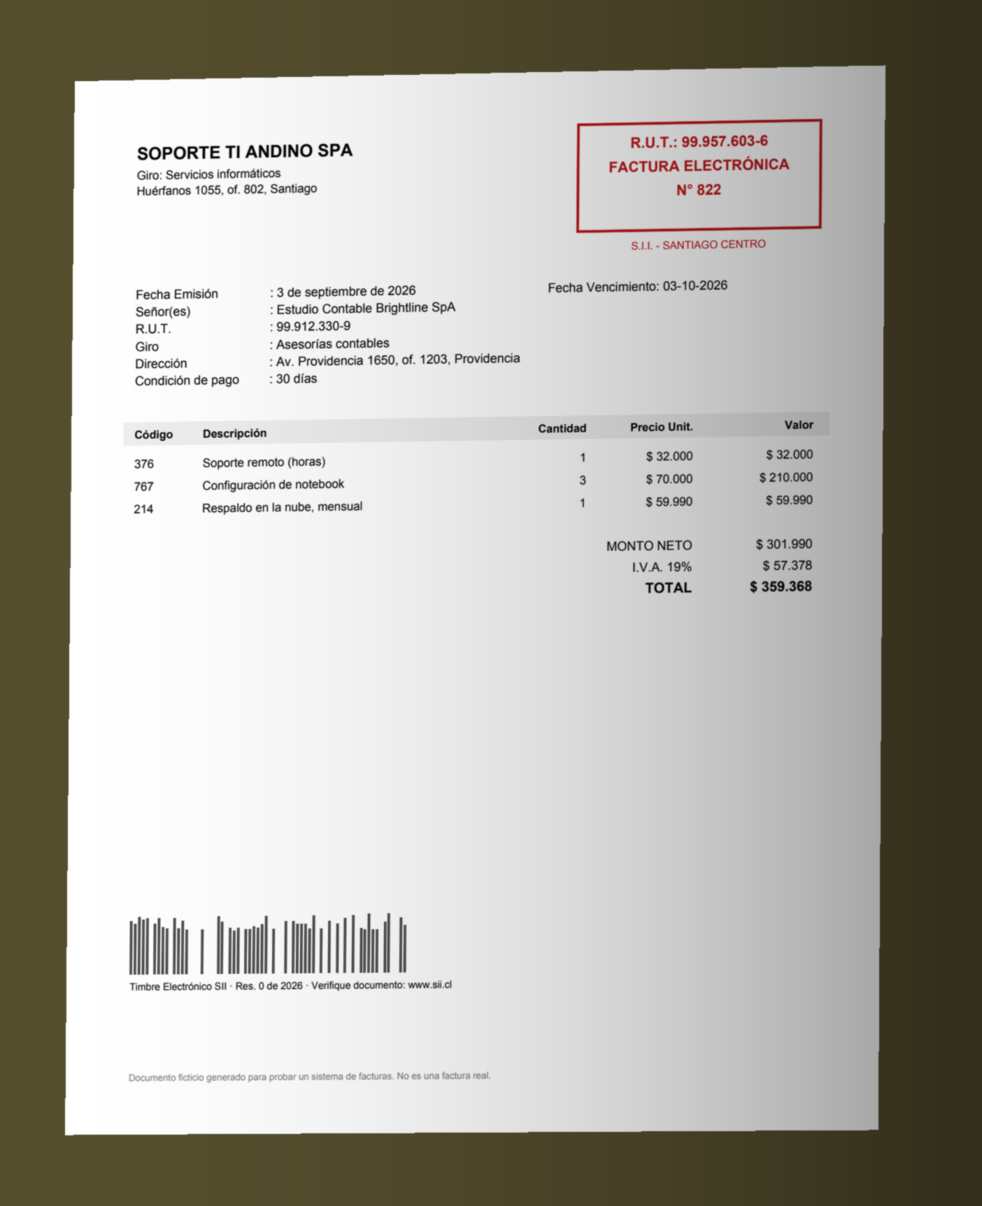 SOPORTE TI ANDINO SPA
Giro: Servicios informáticos
Huérfanos 1055, of. 802, Santiago
R.U.T.: 99.957.603-6
FACTURA ELECTRÓNICA
N° 822
S.I.I. - SANTIAGO CENTRO
Fecha Emisión : 3 de septiembre de 2026 Fecha Vencimiento: 03-10-2026
Señor(es) : Estudio Contable Brightline SpA
R.U.T. : 99.912.330-9
Giro : Asesorías contables
Dirección : Av. Providencia 1650, of. 1203, Providencia
Condición de pago : 30 días
Código Descripción Cantidad Precio Unit. Valor
376 Soporte remoto (horas) 1 $ 32.000 $ 32.000
767 Configuración de notebook 3 $ 70.000 $ 210.000
214 Respaldo en la nube, mensual 1 $ 59.990 $ 59.990
MONTO NETO $ 301.990
I.V.A. 19% $ 57.378
TOTAL $ 359.368
Timbre Electrónico SII · Res. 0 de 2026 · Verifique documento: www.sii.cl
Documento ficticio generado para probar un sistema de facturas. No es una factura real.